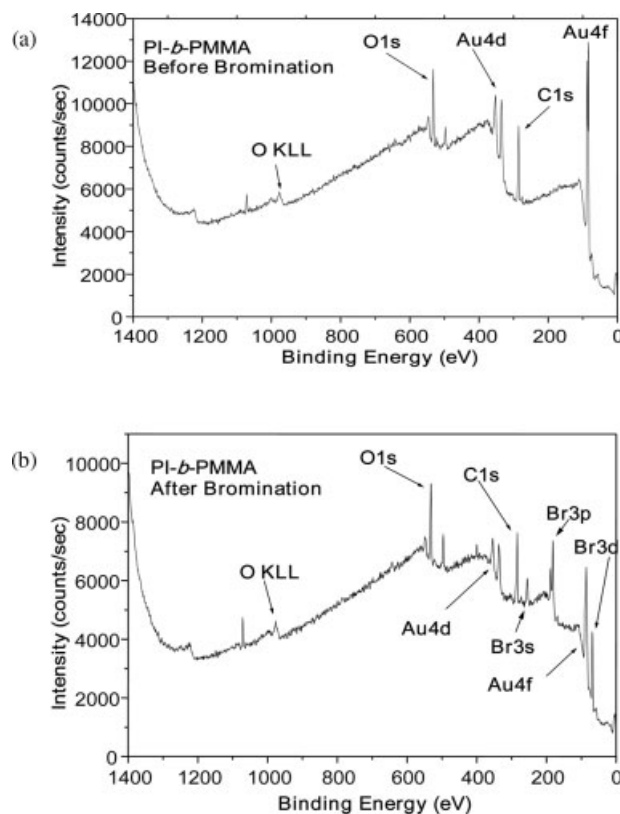 (a)
14000
12000
10000
8000
6000
4000
2000
0
Intensity (counts/sec)
PI-b-PMMA
Before Bromination
O KLL
O1s
Au4d
C1s
Au4f
1400 1200 1000 800 600 400 200 0
Binding Energy (eV)
(b)
10000
8000
6000
4000
2000
0
Intensity (counts/sec)
PI-b-PMMA
After Bromination
O KLL
O1s
C1s
Br3p
Br3d
Au4d
Br3s
Au4f
1400 1200 1000 800 600 400 200 0
Binding Energy (eV)